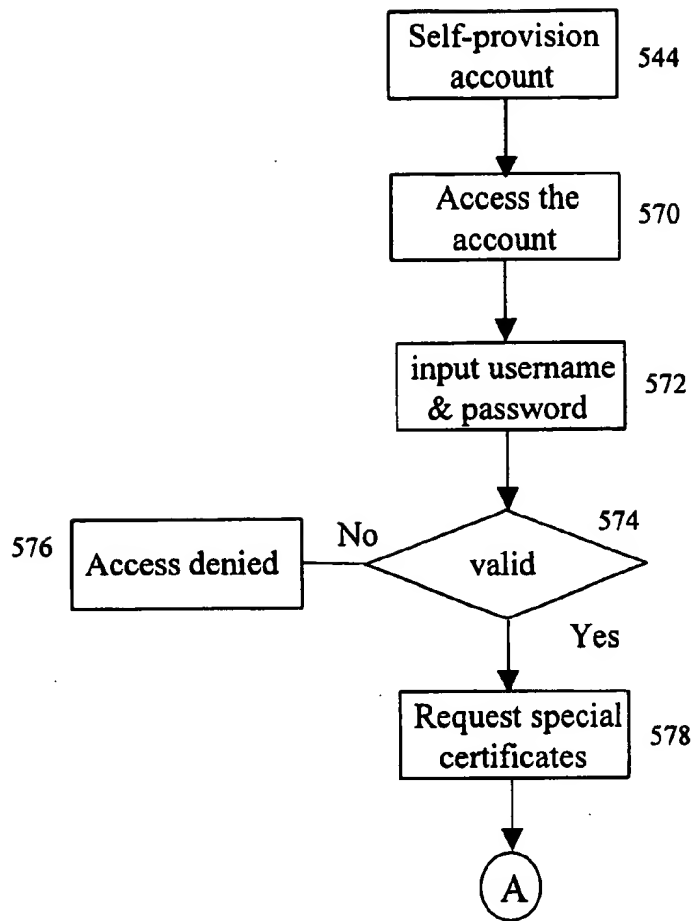 Self-provision
account
544
Access the
account
570
input username
& password
572
574
No
576
Access denied
valid
Yes
Request special
certificates
578
A